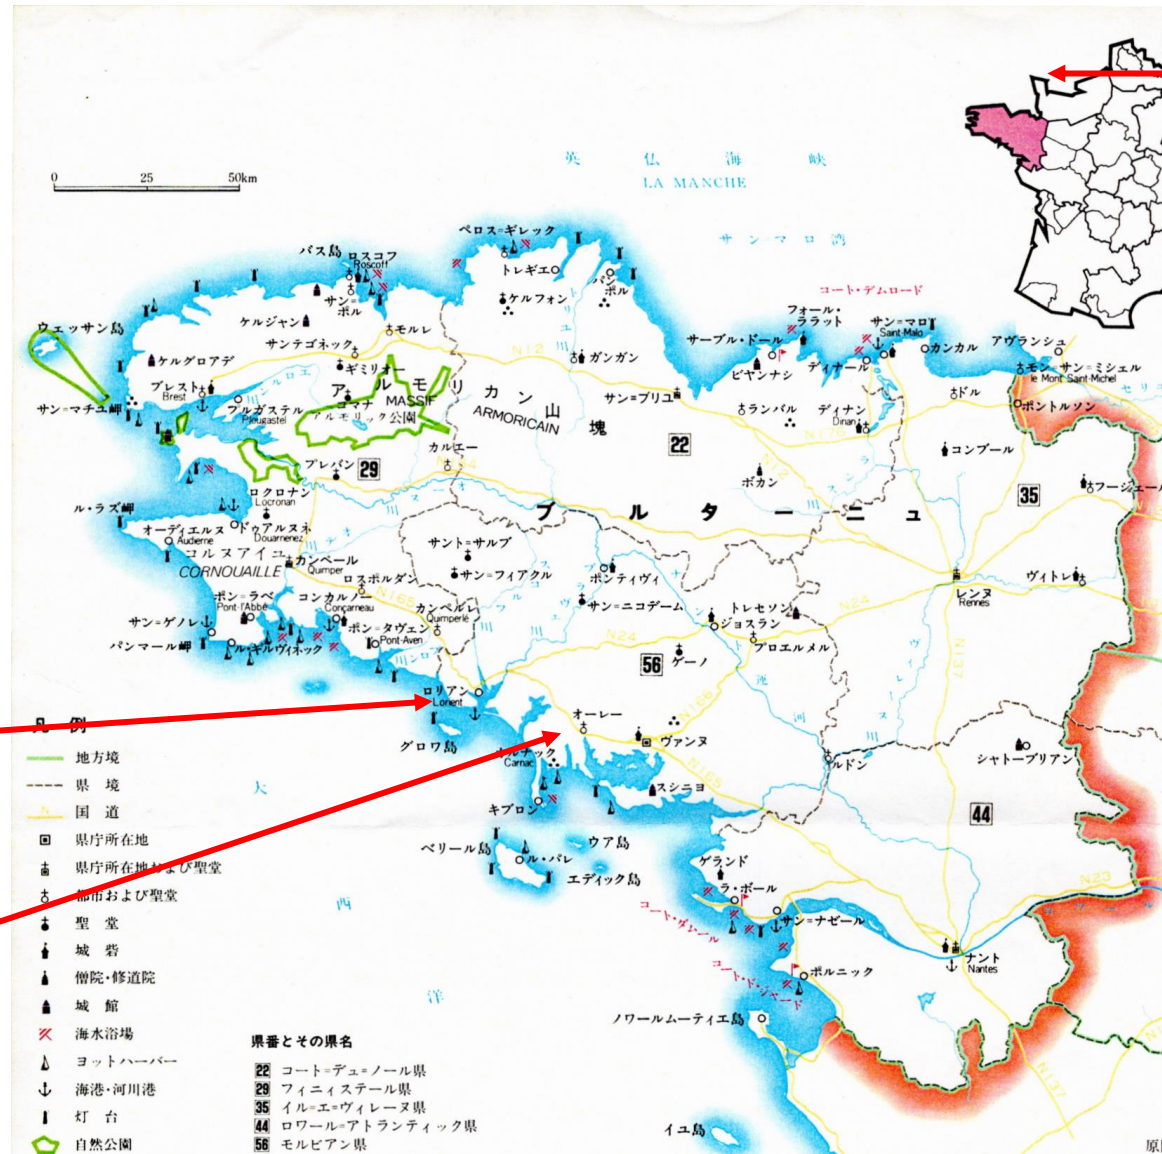 0 25 50km
英仏海峡
LA MANCHE
サンマロ湾
コート・デムロード
ペロス=ギレック
バス島
ロスコフ
Roscoff
トレギエ
パンポル
サン=ポル
ケルフォン
ケルジャン
モルレ
フォール・ララット
サン=マロ
Saint-Malo
サーブル・ドール
カンカル
アヴランシュ
ウェッサン島
サンテゴネック
N12
ガンガン
ビヤンナシ
ディナール
モン=サン=ミシェル
le Mont Saint-Michel
ケルグロアデ
ギミリオー
ブレスト
Brest
アルモリカン山塊
MASSIF
ARMORICAIN
コマナ
アルモリック公園
サン=ブリユ
ランバル
ディナン
Dinan
ドル
ポントルソン
サン=マチユ岬
プルガステル
Plougastel
カルエー
22
N12
コンブール
プレバン
29
ボカン
35
フージェール
ロクロナン
Locronan
ル・ラズ岬
ブルターニュ
オーディエルヌ
Audierne
ドゥアルヌネ
Douarnenez
コルヌアイユ
CORNOUAILLE
カンペール
Quimper
サント=サルブ
サン=フィアクル
ポンティヴィ
レンヌ
Rennes
ヴィトレ
ロスポルダン
N165
ポン=ラベ
Pont-l'Abbé
コンカルノー
Conçarneau
カンペルレ
Quimperlé
サン=ニコデーム
トレセソン
N24
サン=ゲノレ
ポン=タヴェン
Pont-Aven
ジョスラン
パンマール岬
ル・ギルヴィネック
N24
プロエルメル
N137
56
ゲーノ
ロリアン
Lorient
N166
オーレー
グロワ島
ヴァンヌ
カルナック
Carnac
ルドン
シャトーブリアン
スシニヨ
N165
キブロン
44
大西洋
ベリール島
ウア島
ル・パレ
エディック島
ゲランド
ラ・ボール
N23
コート・ダムール
サン=ナゼール
ナント
Nantes
コート・ド・ジャード
ポルニック
ノワールムーティエ島
N137
イユ島
凡例
地方境
県境
国道
県庁所在地
県庁所在地および聖堂
都市および聖堂
聖堂
城砦
僧院・修道院
城館
海水浴場
ヨットハーバー
海港・河川港
灯台
自然公園
県番とその県名
22 コート=デュ=ノール県
29 フィニィステール県
35 イル=エ=ヴィレーヌ県
44 ロワール=アトランティック県
56 モルビアン県